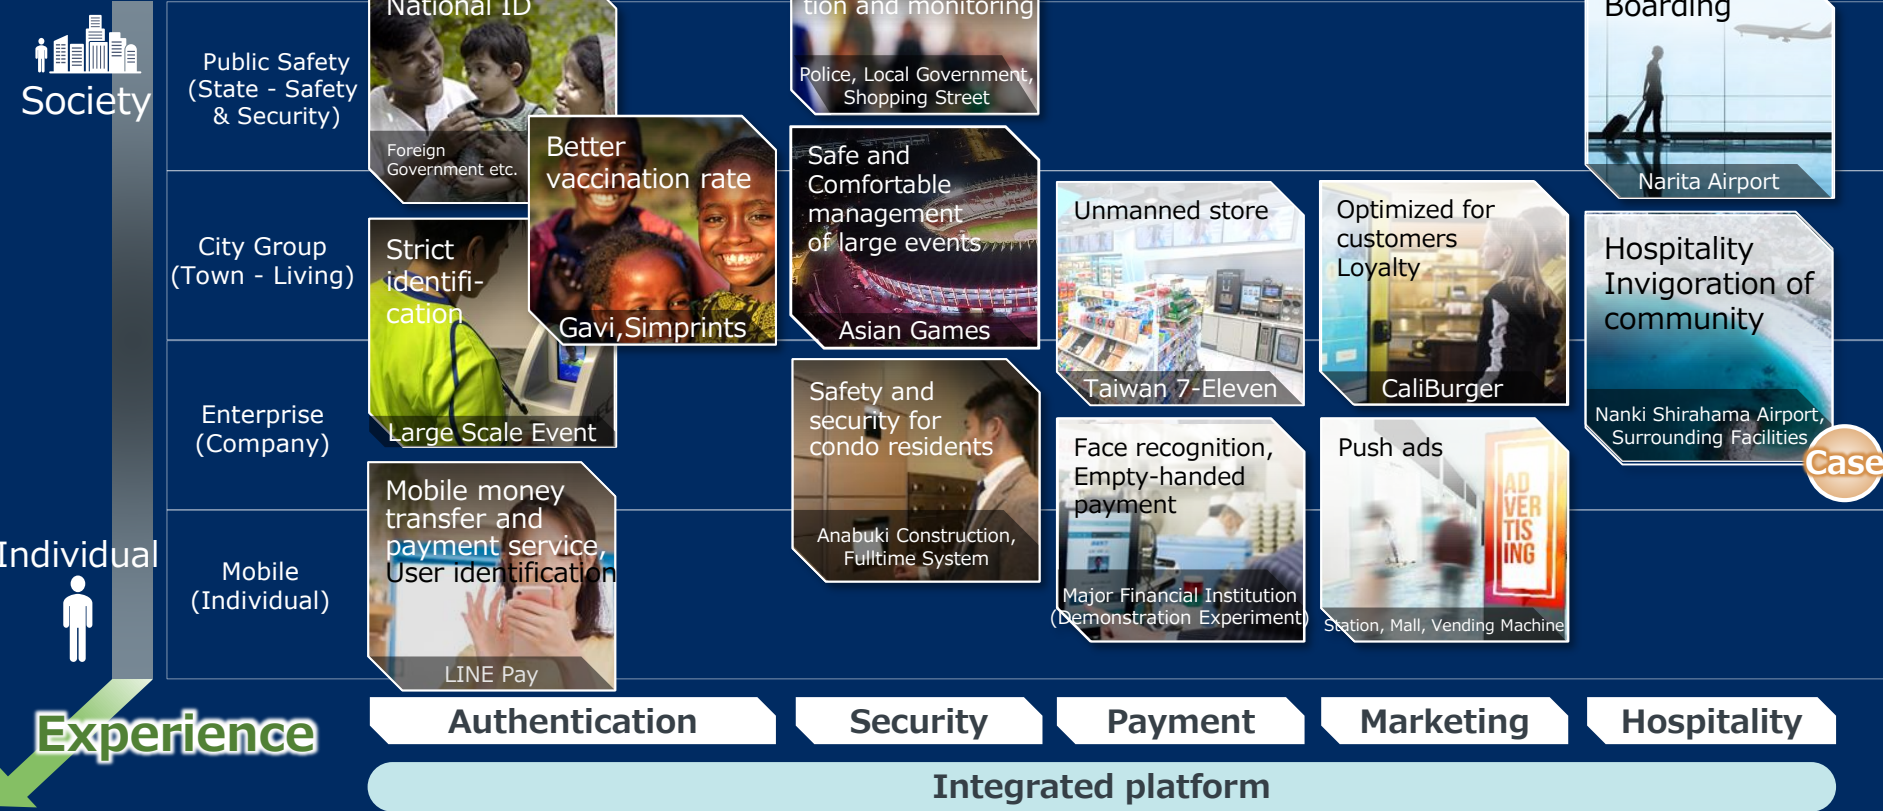 Society
Individual
Experience
Public Safety
(State - Safety
& Security)
City Group
(Town - Living)
Enterprise
(Company)
Mobile
(Individual)
National ID
Foreign
Government etc.
Better
vaccination rate
Gavi,Simprints
Strict
identifi-
cation
Large Scale Event
Mobile money
transfer and
payment service,
User identification
LINE Pay
tion and monitoring
Police, Local Government,
Shopping Street
Safe and
Comfortable
management
of large events
Asian Games
Safety and
security for
condo residents
Anabuki Construction,
Fulltime System
Unmanned store
Taiwan 7-Eleven
Face recognition,
Empty-handed
payment
Major Financial Institution
(Demonstration Experiment)
Optimized for
customers
Loyalty
CaliBurger
Push ads
AD
VER
TIS
ING
Station, Mall, Vending Machine
Boarding
Narita Airport
Hospitality
Invigoration of
community
Nanki Shirahama Airport,
Surrounding Facilities
Case
Authentication
Security
Payment
Marketing
Hospitality
Integrated platform